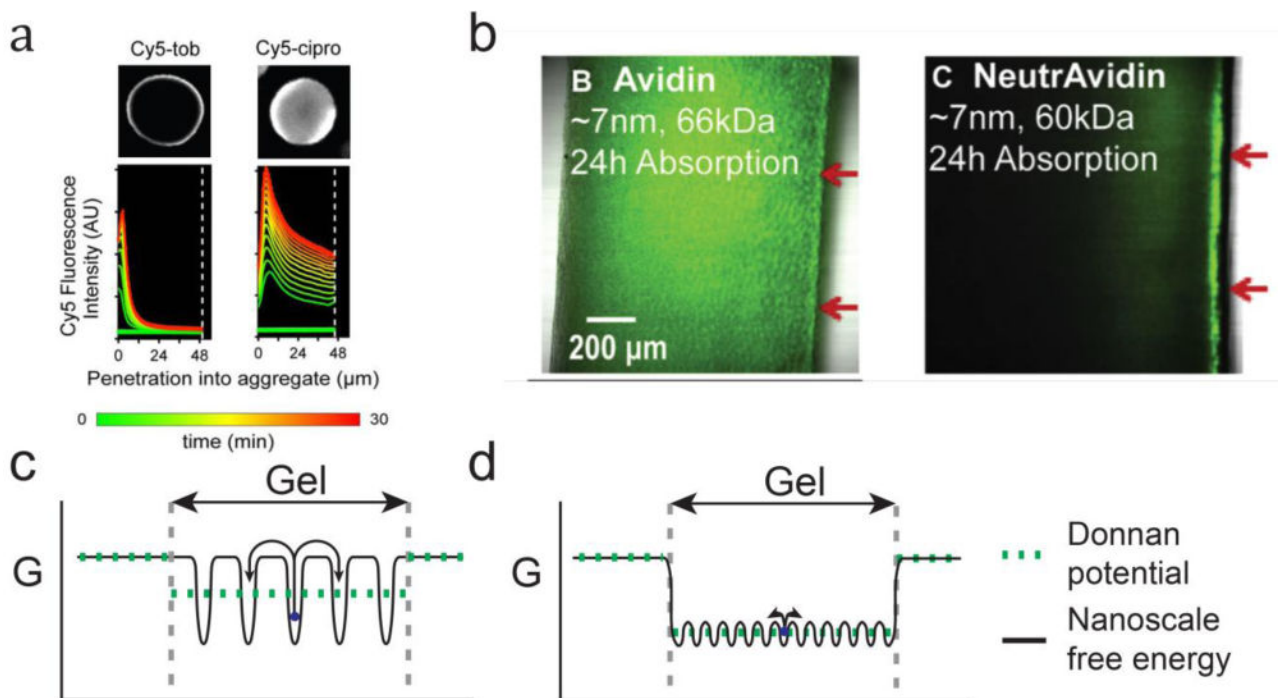 a
Cy5-tob
Cy5-cipro
Cy5 Fluorescence
Intensity (AU)
0
24
48
0
24
48
Penetration into aggregate (µm)
0
30
time (min)
b
B Avidin
~7nm, 66kDa
24h Absorption
200 µm
C NeutrAvidin
~7nm, 60kDa
24h Absorption
c
Gel
G
d
Gel
G
Donnan
potential
Nanoscale
free energy